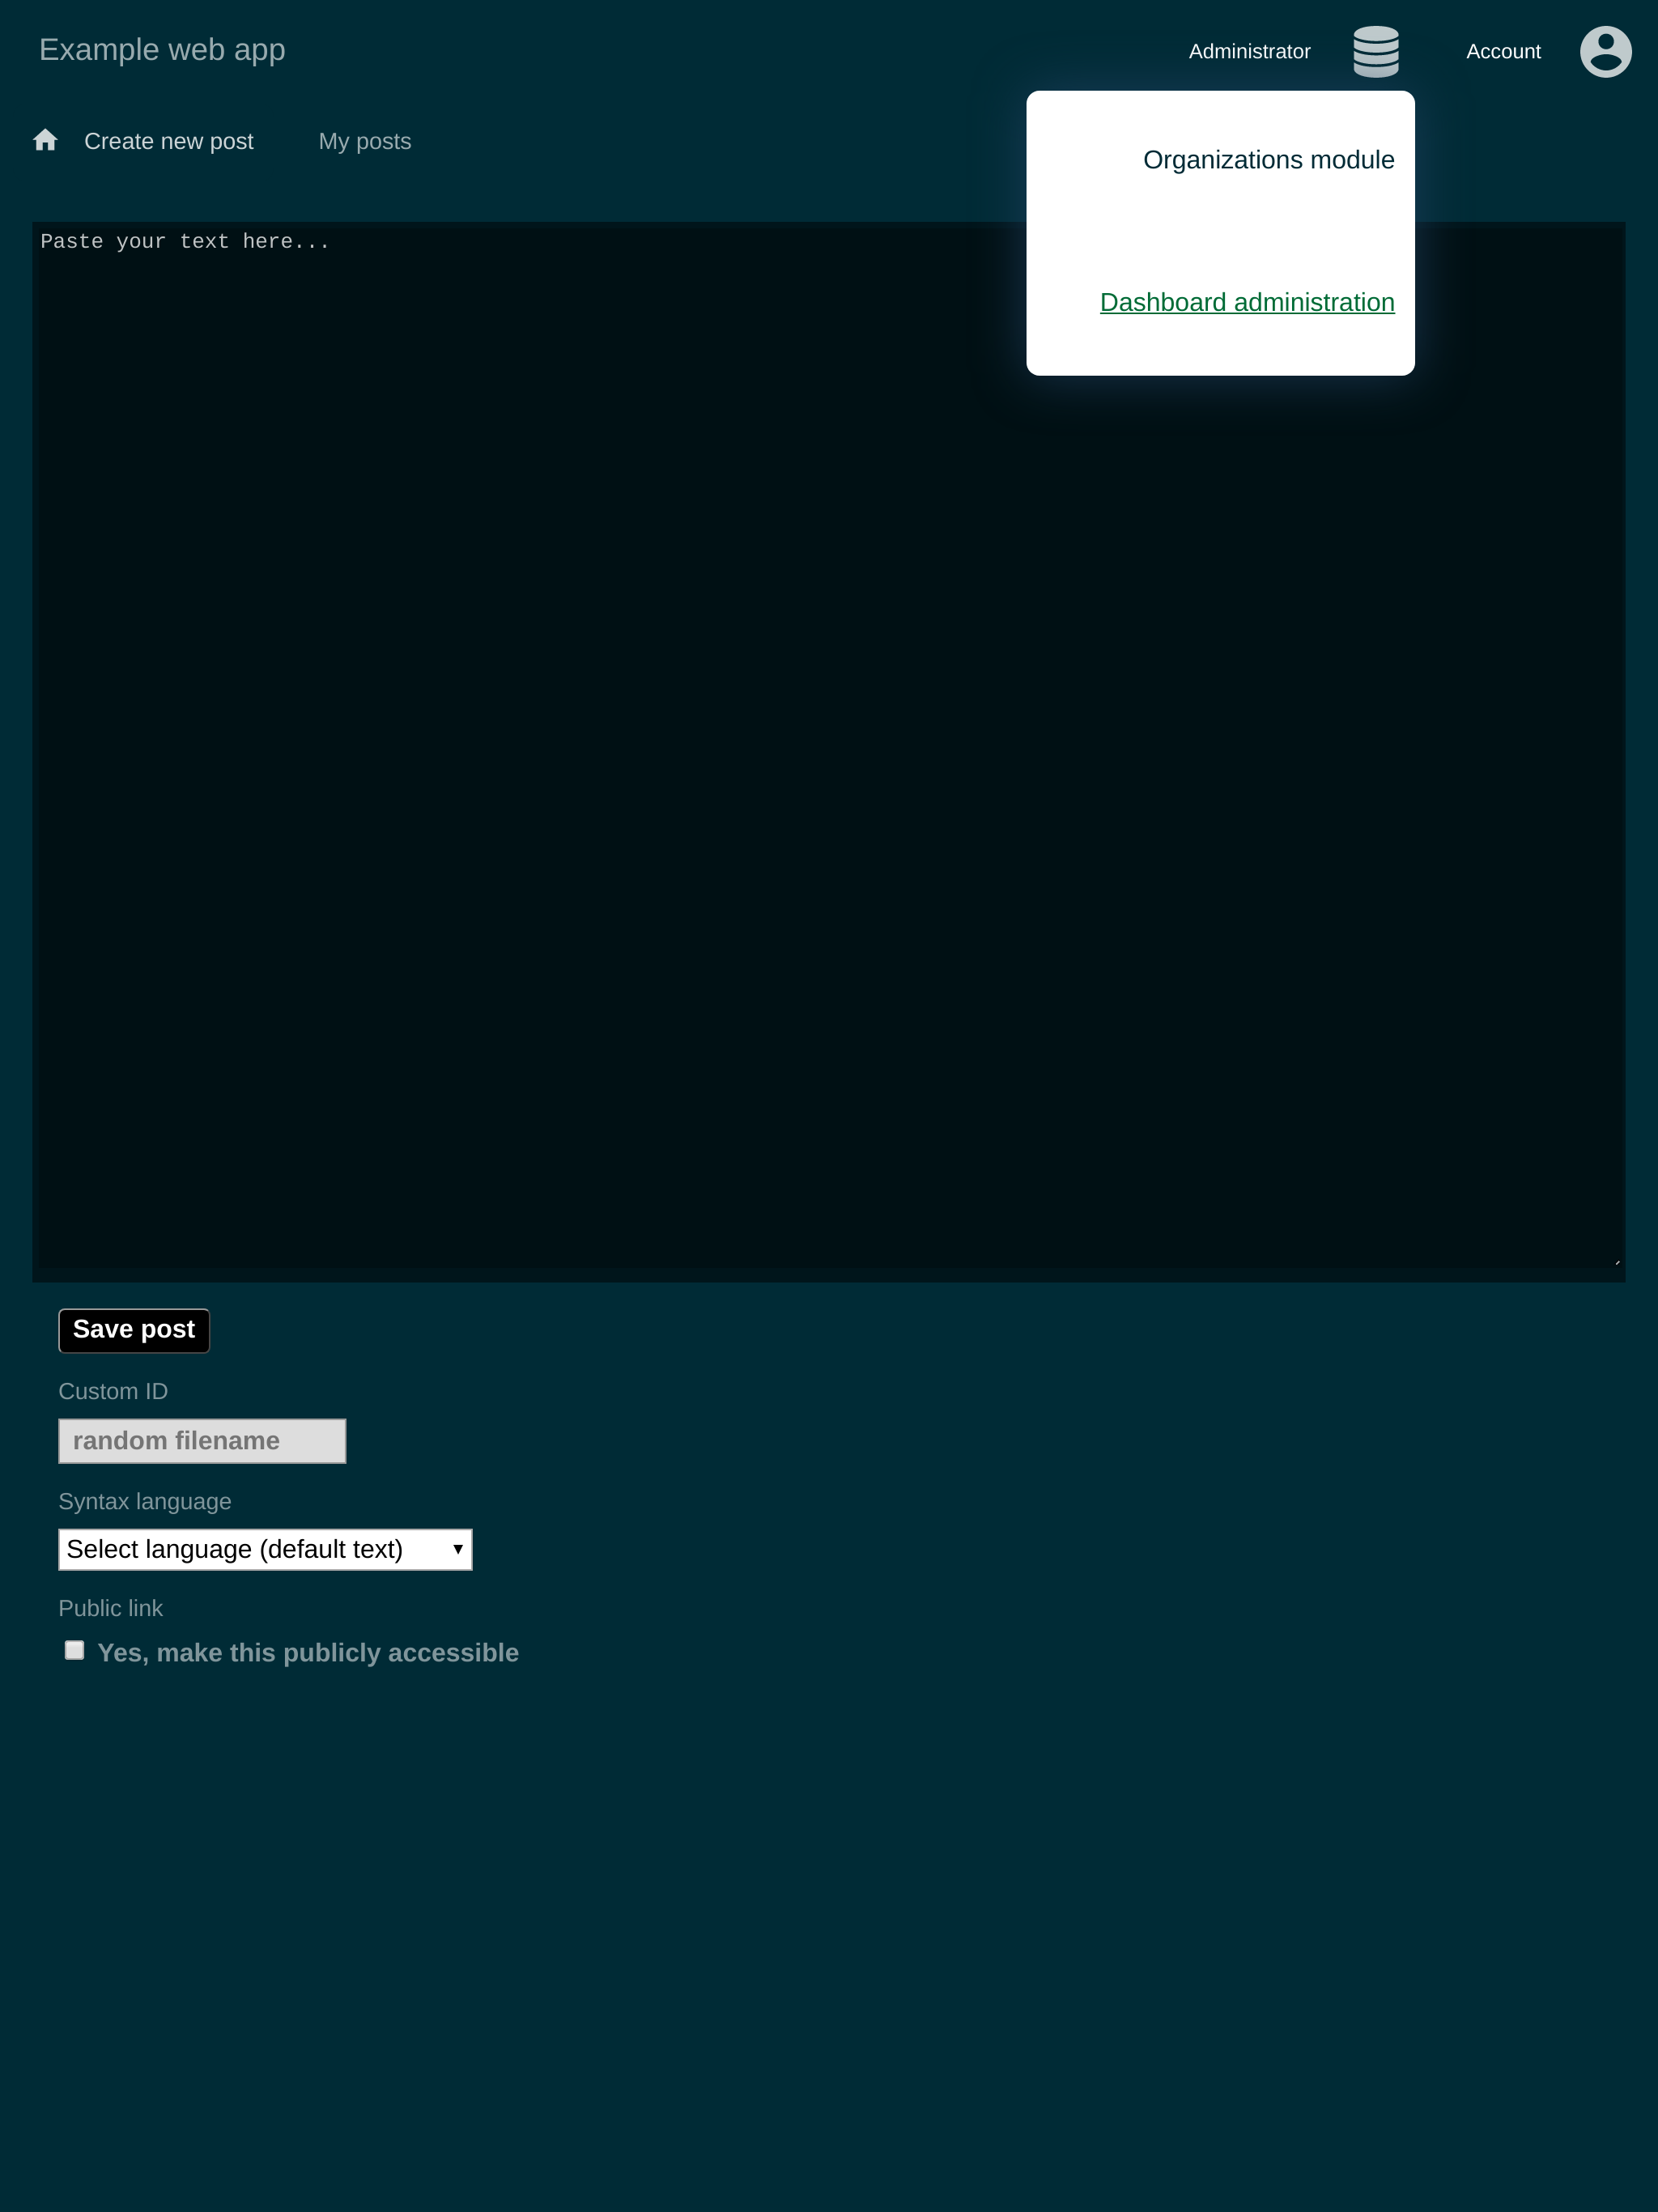 Example web app
Administrator
Account
Create new post
My posts
Organizations module
Dashboard administration
Paste your text here...
Save post
Custom ID
random filename
Syntax language
Select language (default text)
Public link
Yes, make this publicly accessible